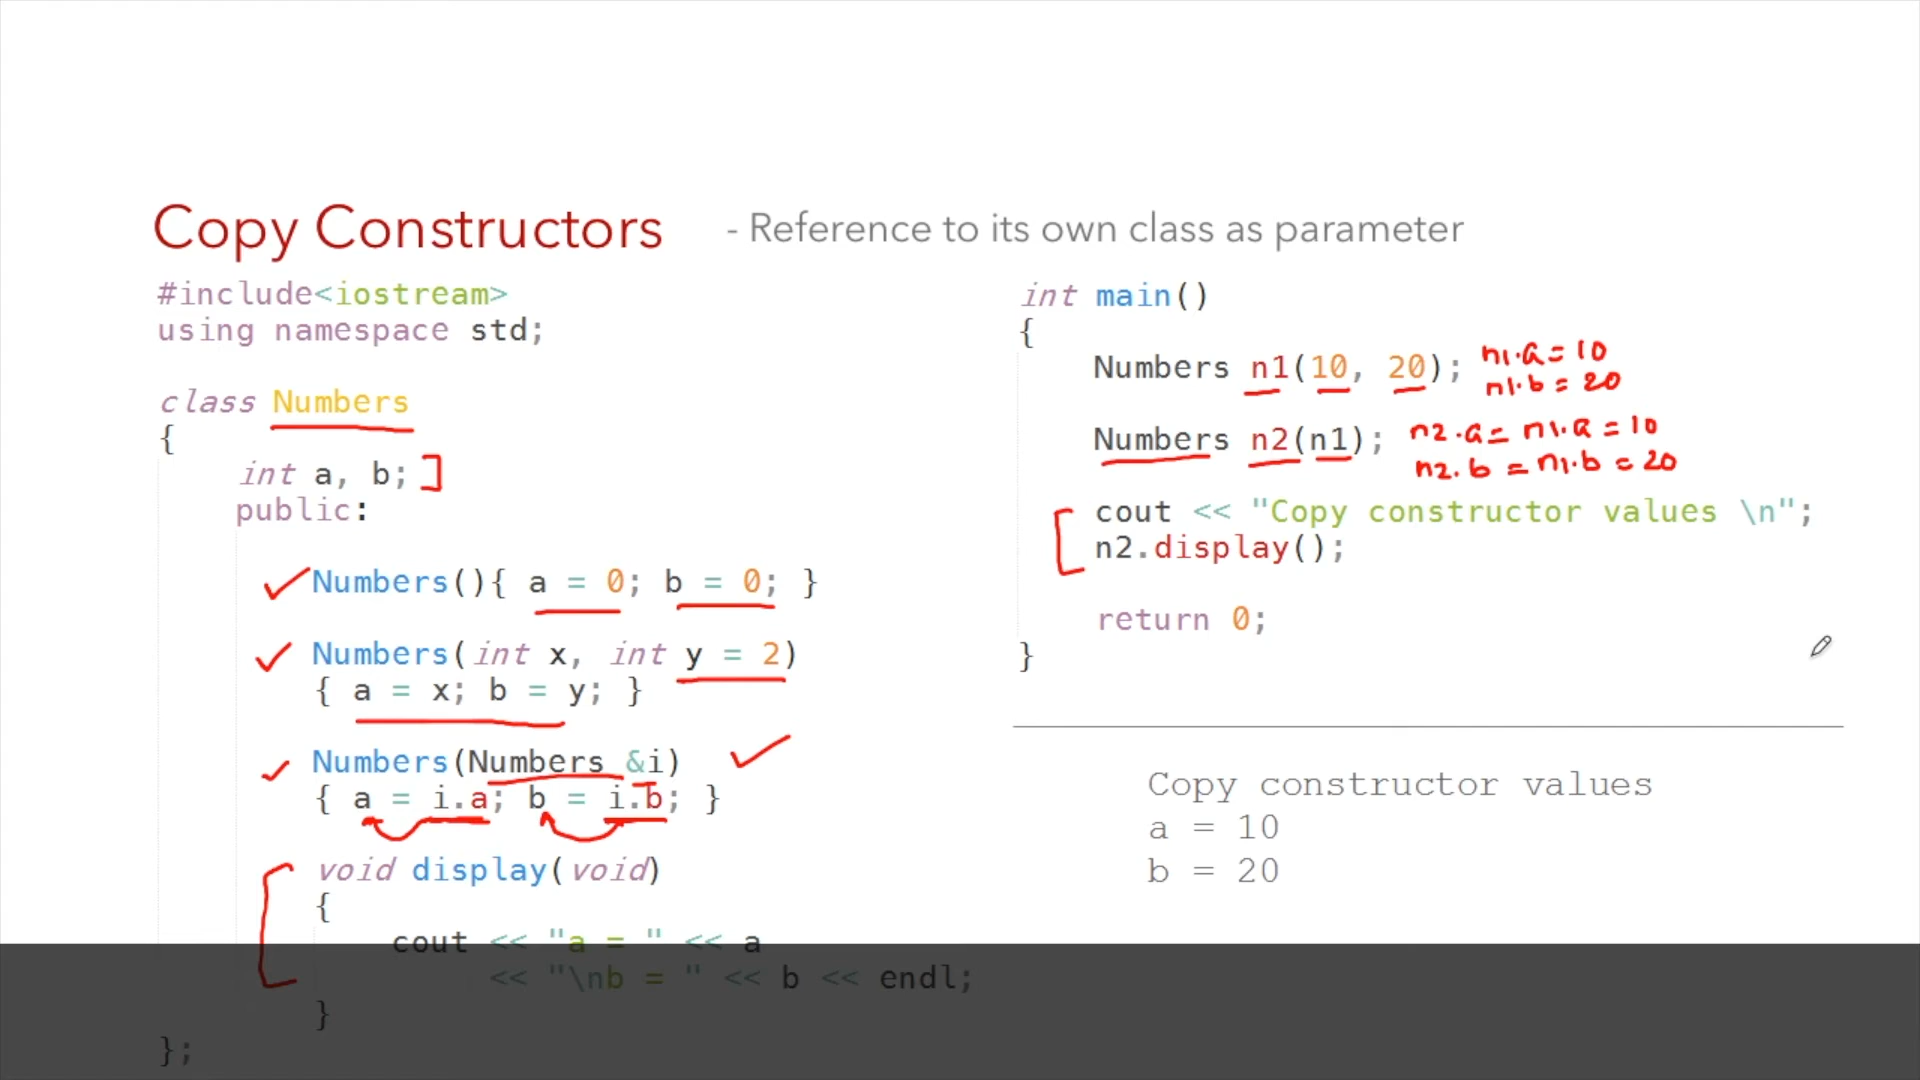 Copy Constructors - Reference to its own class as parameter
#include<iostream>
using namespace std;
class Numbers
{
int a, b;
public:
Numbers(){ a = 0; b = 0; }
Numbers(int x, int y = 2)
{ a = x; b = y; }
Numbers(Numbers &i)
{ a = i.a; b = i.b; }
void display(void)
{
cout << "a = " << a
<< "\nb = " << b << endl;
}
};
int main()
{
Numbers n1(10, 20);
n1.a = 10
n1.b = 20
Numbers n2(n1);
n2.a = n1.a = 10
n2.b = n1.b = 20
cout << "Copy constructor values \n";
n2.display();
return 0;
}
Copy constructor values
a = 10
b = 20